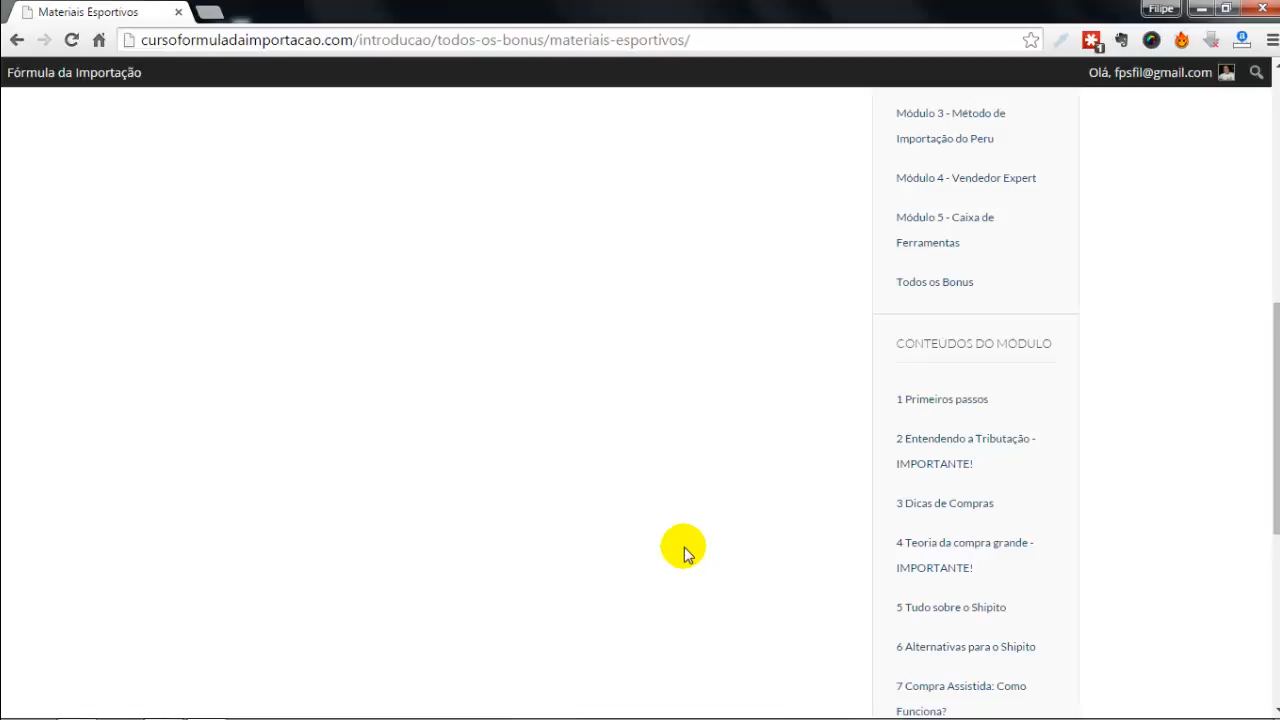 Materiais Esportivos
Filipe
cursoformuladaimportacao.com/introducao/todos-os-bonus/materiais-esportivos/
1
Fórmula da Importação
Olá, fpsfil@gmail.com
Módulo 3 - Método de
Importação do Peru
Módulo 4 - Vendedor Expert
Módulo 5 - Caixa de
Ferramentas
Todos os Bonus
CONTEÚDOS DO MÓDULO
1 Primeiros passos
2 Entendendo a Tributação -
IMPORTANTE!
3 Dicas de Compras
4 Teoria da compra grande -
IMPORTANTE!
5 Tudo sobre o Shipito
6 Alternativas para o Shipito
7 Compra Assistida: Como
Funciona?